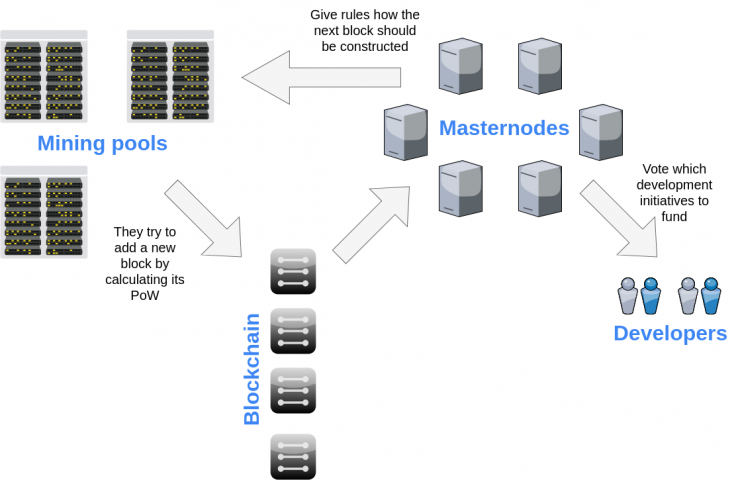 Give rules how the
next block should
be constructed
Mining pools
Masternodes
Vote which
development
initiatives to
fund
They try to
add a new
block by
calculating its
PoW
Blockchain
Developers